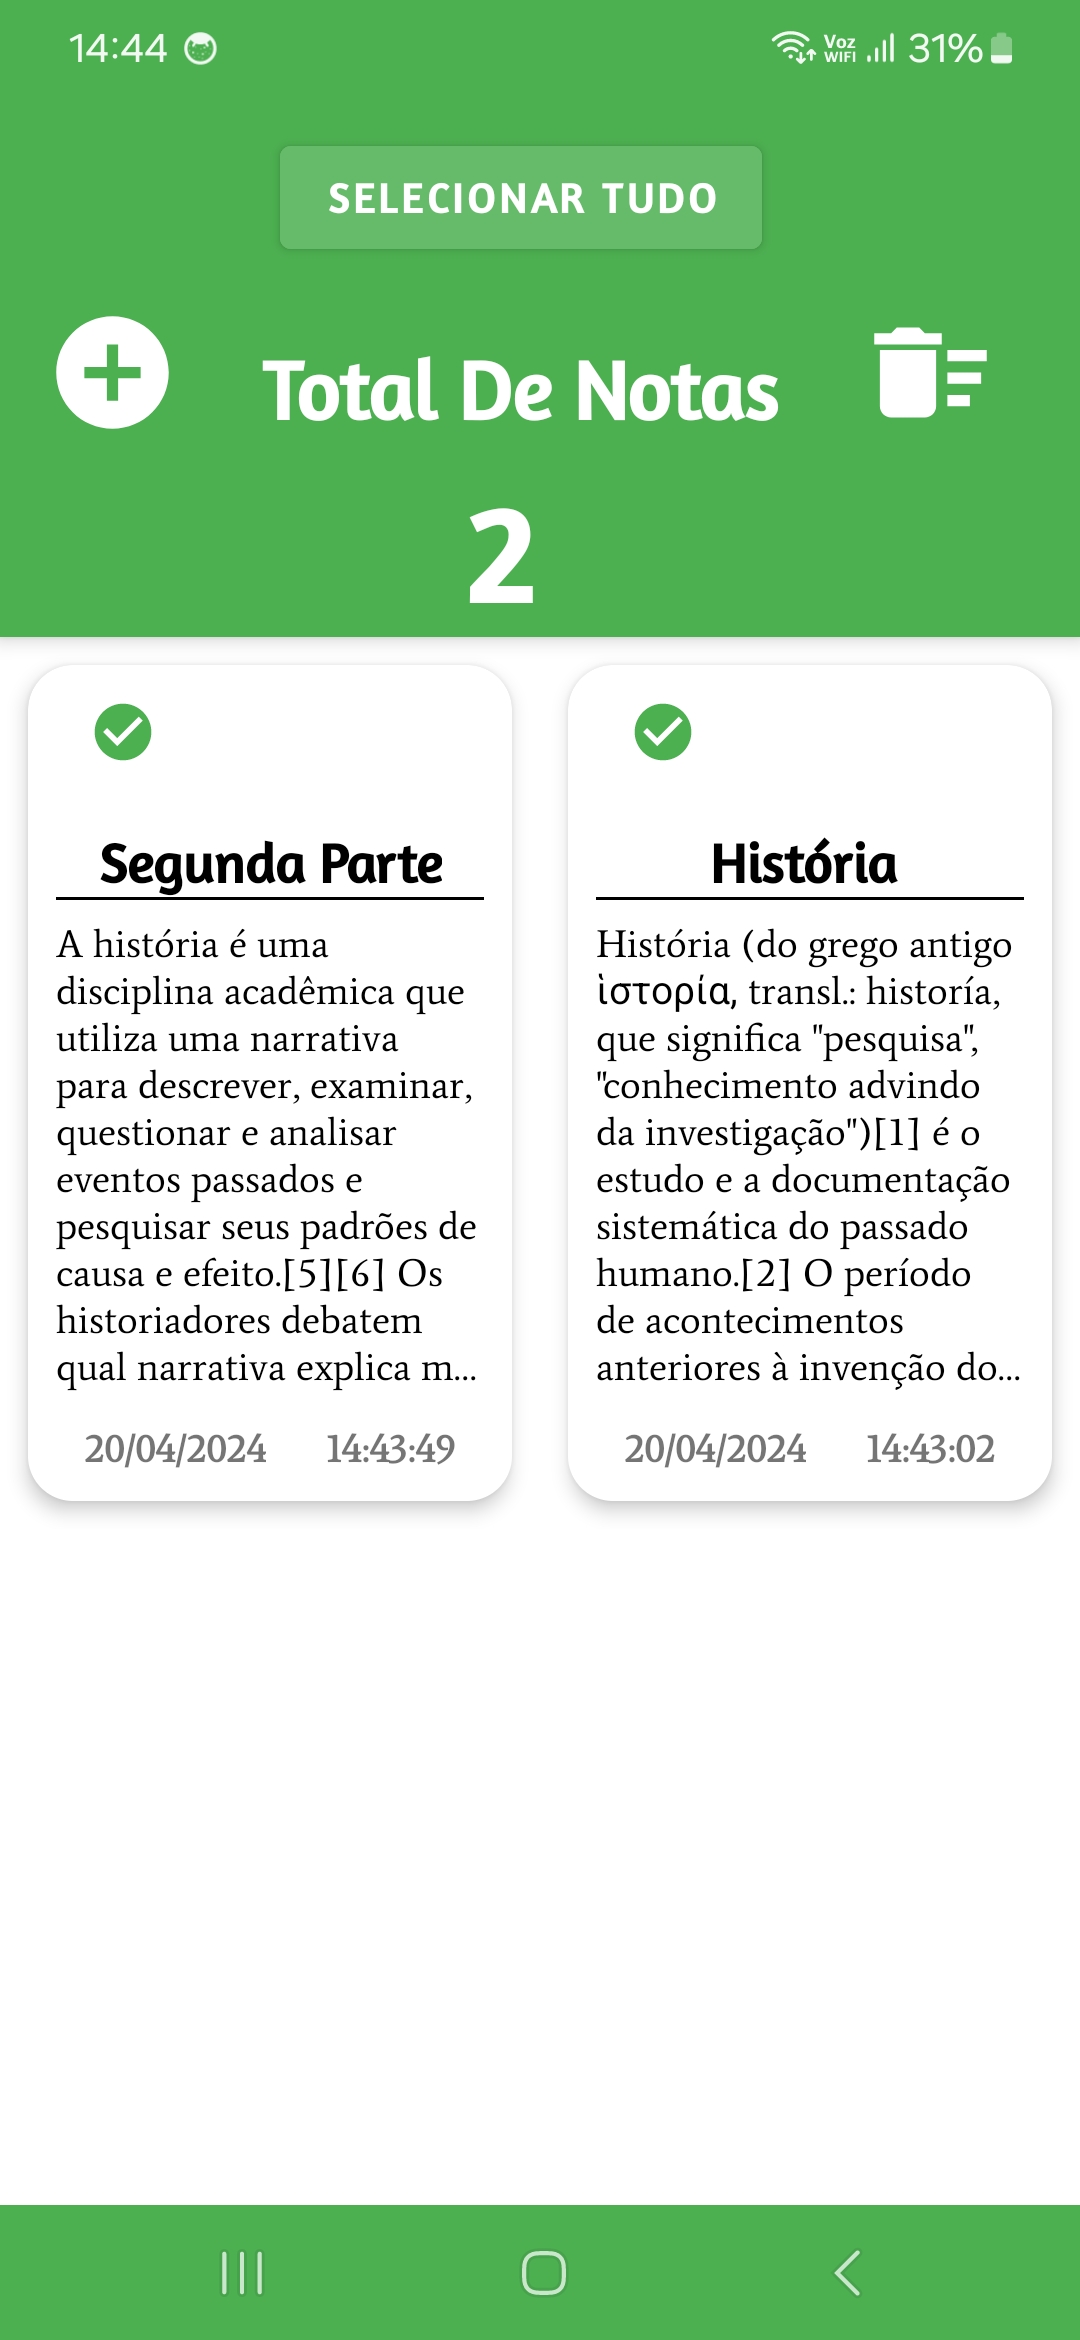 14:44
Voz
WIFI
31%
SELECIONAR TUDO
Total De Notas
2
Segunda Parte
A história é uma
disciplina acadêmica que
utiliza uma narrativa
para descrever, examinar,
questionar e analisar
eventos passados e
pesquisar seus padrões de
causa e efeito.[5][6] Os
historiadores debatem
qual narrativa explica m...
20/04/2024 14:43:49
História
História (do grego antigo
ἱστορία, transl.: historía,
que significa "pesquisa",
"conhecimento advindo
da investigação")[1] é o
estudo e a documentação
sistemática do passado
humano.[2] O período
de acontecimentos
anteriores à invenção do...
20/04/2024 14:43:02